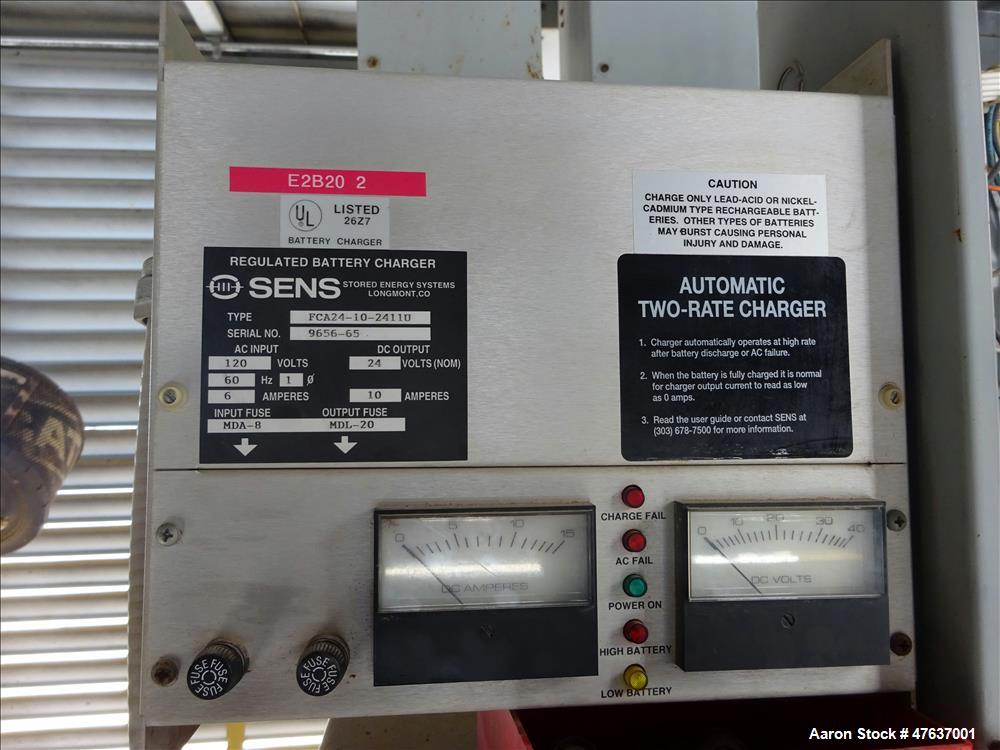 E2B20 2
UL
LISTED
26Z7
BATTERY CHARGER
REGULATED BATTERY CHARGER
SENS STORED ENERGY SYSTEMS
LONGMONT,CO
TYPE FCA24-10-2411U
SERIAL NO. 9656-65
AC INPUT DC OUTPUT
120 VOLTS 24 VOLTS (NOM)
60 Hz 1 Ø
6 AMPERES 10 AMPERES
INPUT FUSE OUTPUT FUSE
MDA-8 MDL-20
CAUTION
CHARGE ONLY LEAD-ACID OR NICKEL-
CADMIUM TYPE RECHARGEABLE BATT-
ERIES. OTHER TYPES OF BATTERIES
MAY BURST CAUSING PERSONAL
INJURY AND DAMAGE.
AUTOMATIC
TWO-RATE CHARGER
1. Charger automatically operates at high rate
after battery discharge or AC failure.
2. When the battery is fully charged it is normal
for charger output current to read as low
as 0 amps.
3. Read the user guide or contact SENS at
(303) 678-7500 for more information.
0 5 10 15
DC AMPERES
CHARGE FAIL
AC FAIL
POWER ON
HIGH BATTERY
LOW BATTERY
0 10 20 30 40
DC VOLTS
FUSE FUSE FUSE
FUSE FUSE FUSE
Aaron Stock # 47637001